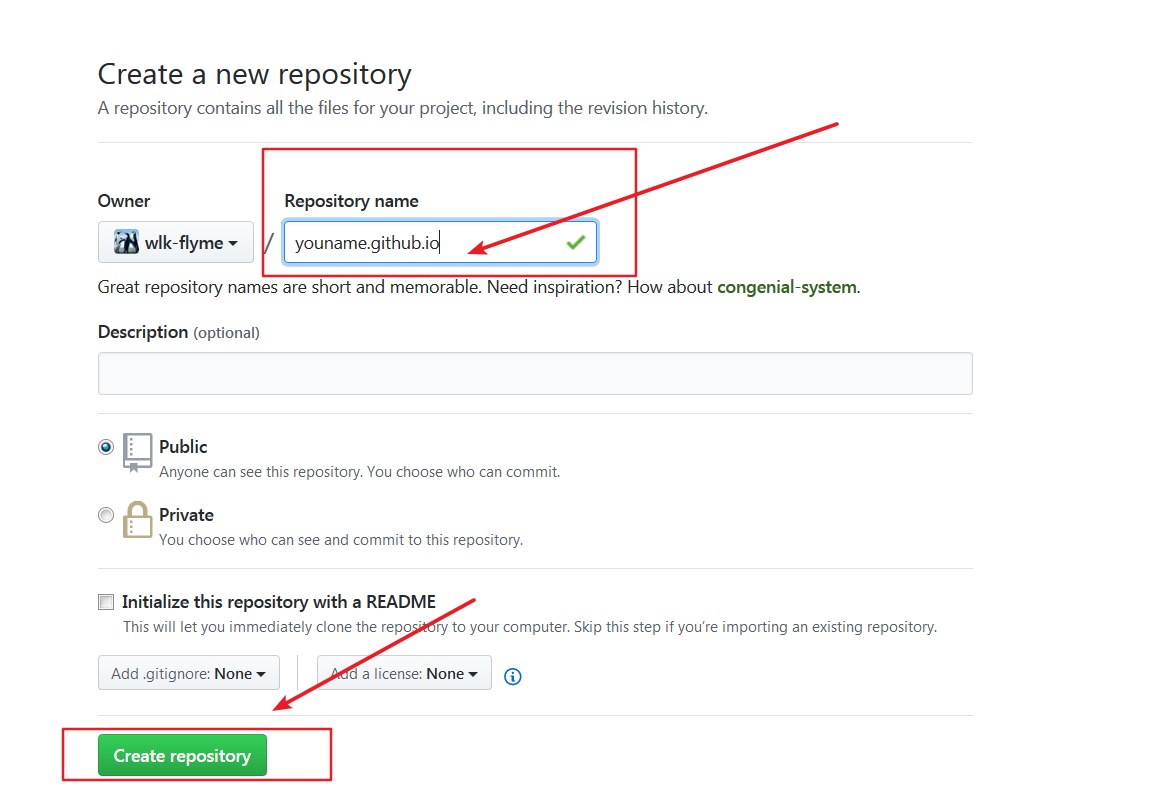 Create a new repository
A repository contains all the files for your project, including the revision history.
Owner
Repository name
wlk-flyme / youname.github.io
Great repository names are short and memorable. Need inspiration? How about congenial-system.
Description (optional)
Public
Anyone can see this repository. You choose who can commit.
Private
You choose who can see and commit to this repository.
Initialize this repository with a README
This will let you immediately clone the repository to your computer. Skip this step if you’re importing an existing repository.
Add .gitignore: None
Add a license: None
Create repository